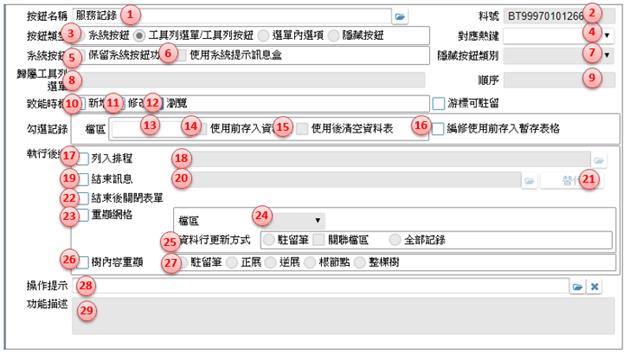 按鈕名稱 服務記錄 1 料號 BT99970101266 2
按鈕類 3 系統按鈕 工具列選單/工具列按鈕 選單內選項 隱藏按鈕 對應熱鍵 4
系統按鈕 5 保留系統按鈕功 6 使用系統提示訊息盒 隱藏按鈕類別 7
歸屬工具列選單 8 順序 9
致能時機 10 新增 11 修改 12 瀏覽 游標可駐留
勾選記錄 檔區 13 14 使用前存入資 15 使用後清空資料表 16 編修使用前存入暫存表格
執行後 17 列入排程 18
19 結束訊息 20 替代 21
22 結束後關閉表單
23 重顯網格
檔區 24
25 資料行更新方式 駐留筆 關聯檔區 全部記錄
26 樹內容重顯 27 駐留筆 正展 逆展 根節點 整棵樹
操作提示 28
功能描述 29